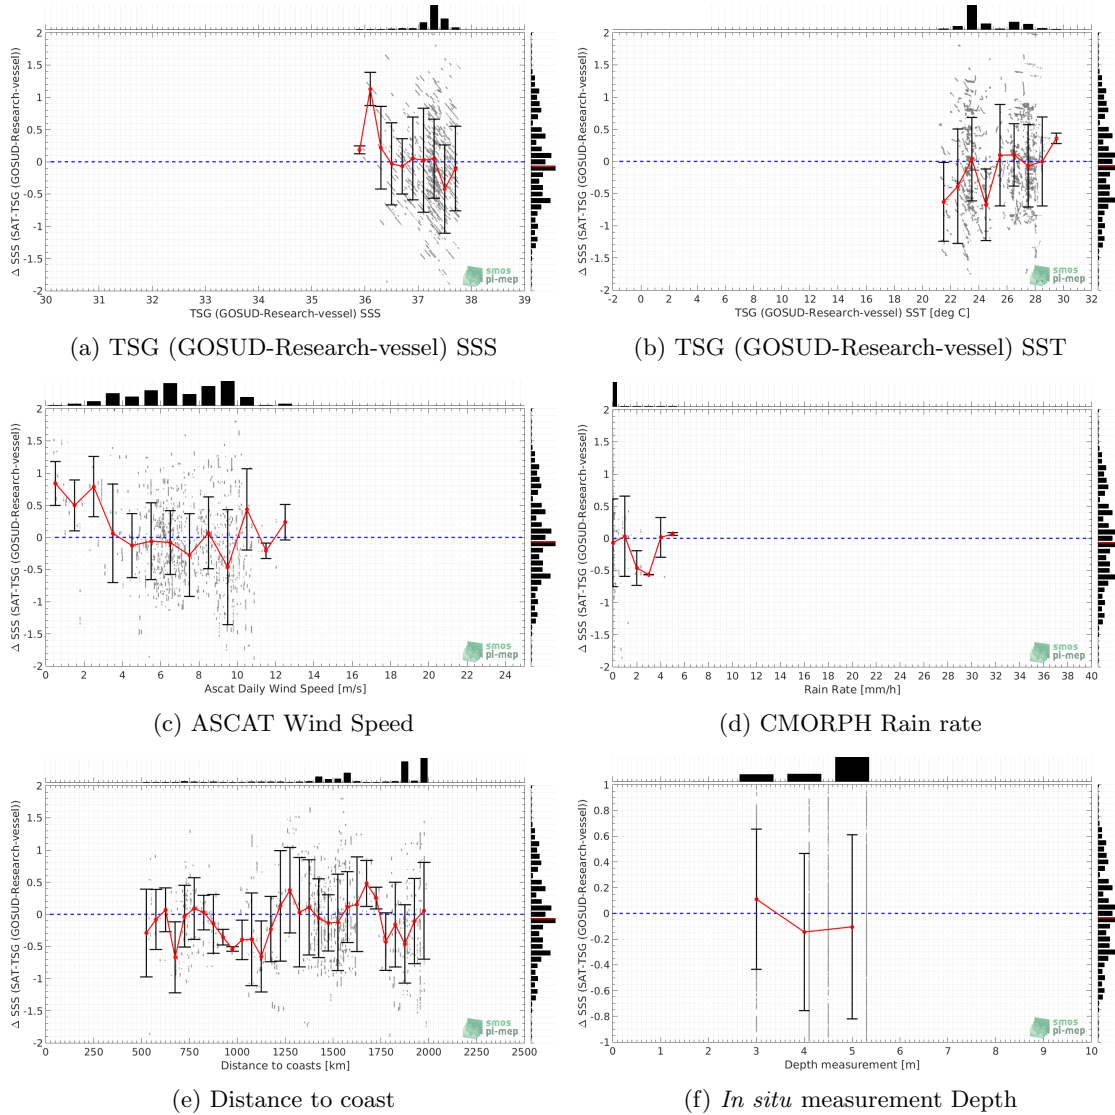 Δ SSS (SAT-TSG (GOSUD-Research-vessel))
2
1.5
1
0.5
0
-0.5
-1
-1.5
-2
30 31 32 33 34 35 36 37 38 39
TSG (GOSUD-Research-vessel) SSS
smos
pi-mep
(a) TSG (GOSUD-Research-vessel) SSS
Δ SSS (SAT-TSG (GOSUD-Research-vessel))
2
1.5
1
0.5
0
-0.5
-1
-1.5
-2
-2 0 2 4 6 8 10 12 14 16 18 20 22 24 26 28 30 32
TSG (GOSUD-Research-vessel) SST [deg C]
smos
pi-mep
(b) TSG (GOSUD-Research-vessel) SST
Δ SSS (SAT-TSG (GOSUD-Research-vessel))
2
1.5
1
0.5
0
-0.5
-1
-1.5
-2
0 2 4 6 8 10 12 14 16 18 20 22 24
Ascat Daily Wind Speed [m/s]
smos
pi-mep
(c) ASCAT Wind Speed
Δ SSS (SAT-TSG (GOSUD-Research-vessel))
2
1.5
1
0.5
0
-0.5
-1
-1.5
-2
0 2 4 6 8 10 12 14 16 18 20 22 24 26 28 30 32 34 36 38 40
Rain Rate [mm/h]
smos
pi-mep
(d) CMORPH Rain rate
Δ SSS (SAT-TSG (GOSUD-Research-vessel))
2
1.5
1
0.5
0
-0.5
-1
-1.5
-2
0 250 500 750 1000 1250 1500 1750 2000 2250 2500
Distance to coasts [km]
smos
pi-mep
(e) Distance to coast
Δ SSS (SAT-TSG (GOSUD-Research-vessel))
1
0.8
0.6
0.4
0.2
0
-0.2
-0.4
-0.6
-0.8
-1
0 1 2 3 4 5 6 7 8 9 10
Depth measurement [m]
smos
pi-mep
(f) In situ measurement Depth